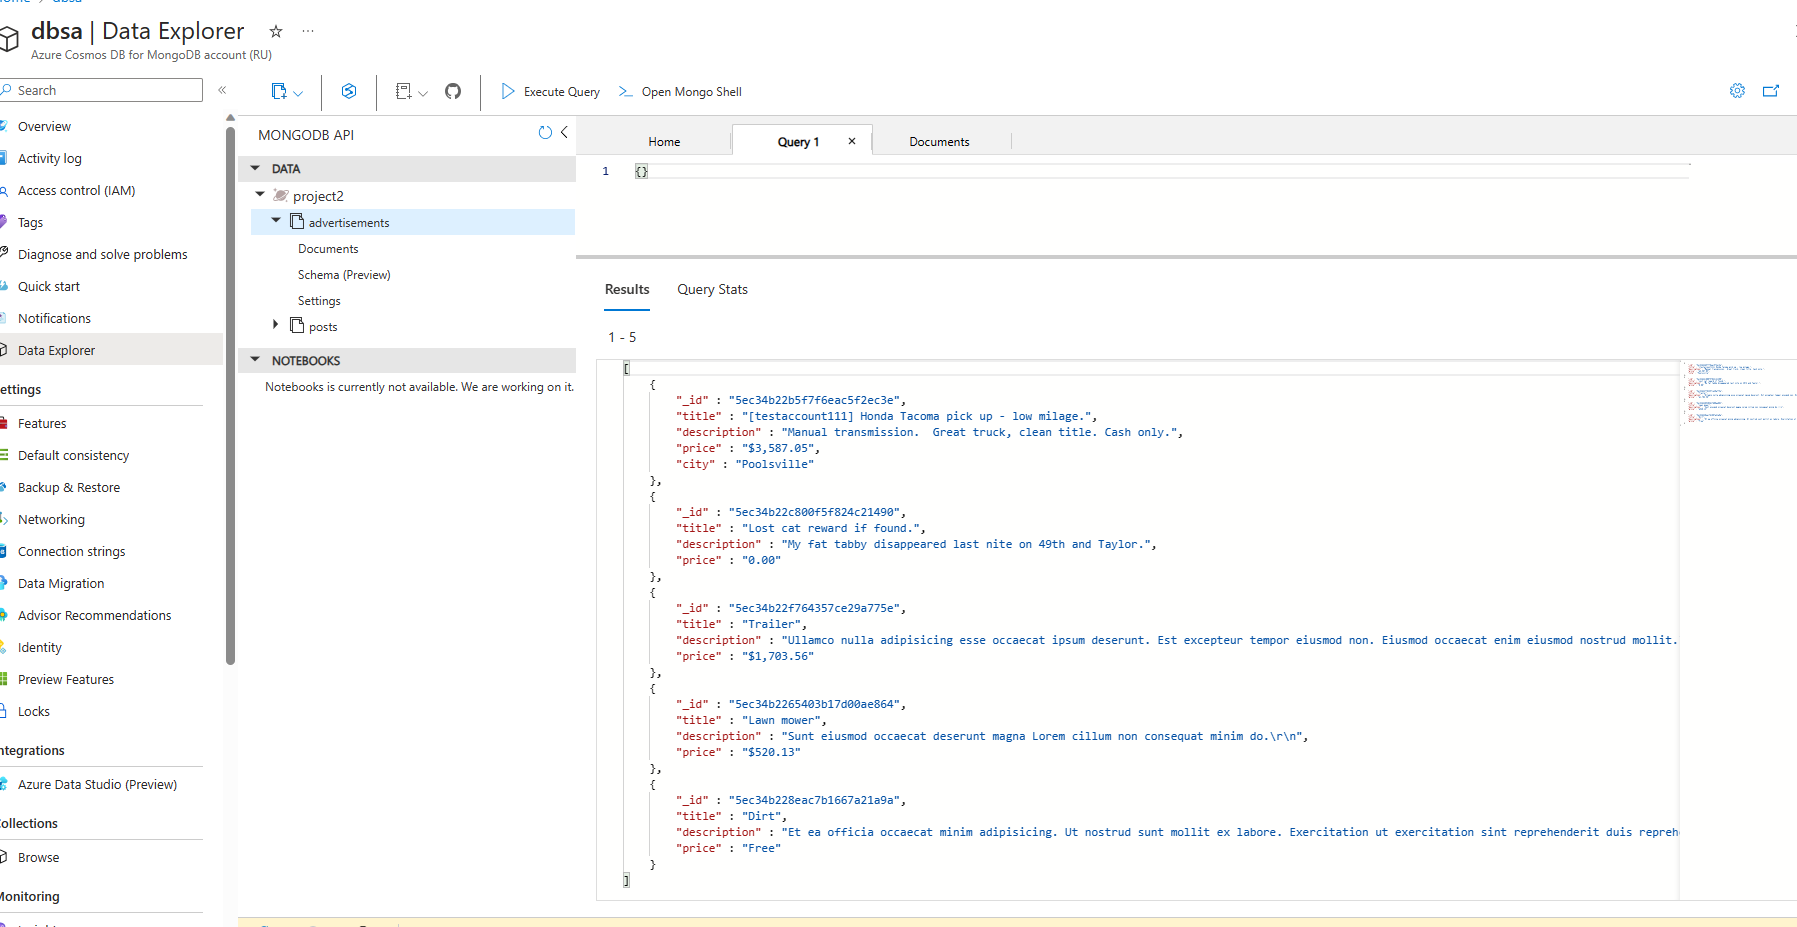 dbsa | Data Explorer ☆ ···
Azure Cosmos DB for MongoDB account (RU)
Search «
Execute Query Open Mongo Shell
Overview
Activity log
Access control (IAM)
Tags
Diagnose and solve problems
Quick start
Notifications
Data Explorer
ettings
Features
Default consistency
Backup & Restore
Networking
Connection strings
Data Migration
Advisor Recommendations
Identity
Preview Features
Locks
ntegrations
Azure Data Studio (Preview)
ollections
Browse
Monitoring
MONGODB API
DATA
project2
advertisements
Documents
Schema (Preview)
Settings
posts
NOTEBOOKS
Notebooks is currently not available. We are working on it.
Home Query 1 × Documents
1 {}
Results Query Stats
1 - 5
[
{
"_id" : "5ec34b22b5f7f6eac5f2ec3e",
"title" : "[testaccount111] Honda Tacoma pick up - low milage.",
"description" : "Manual transmission.  Great truck, clean title. Cash only.",
"price" : "$3,587.05",
"city" : "Poolsville"
},
{
"_id" : "5ec34b22c800f5f824c21490",
"title" : "Lost cat reward if found.",
"description" : "My fat tabby disappeared last nite on 49th and Taylor.",
"price" : "0.00"
},
{
"_id" : "5ec34b22f764357ce29a775e",
"title" : "Trailer",
"description" : "Ullamco nulla adipisicing esse occaecat ipsum deserunt. Est excepteur tempor eiusmod non. Eiusmod occaecat enim eiusmod nostrud mollit.
"price" : "$1,703.56"
},
{
"_id" : "5ec34b2265403b17d00ae864",
"title" : "Lawn mower",
"description" : "Sunt eiusmod occaecat deserunt magna Lorem cillum non consequat minim do.\r\n",
"price" : "$520.13"
},
{
"_id" : "5ec34b228eac7b1667a21a9a",
"title" : "Dirt",
"description" : "Et ea officia occaecat minim adipisicing. Ut nostrud sunt mollit ex labore. Exercitation ut exercitation sint reprehenderit duis repreh
"price" : "Free"
}
]